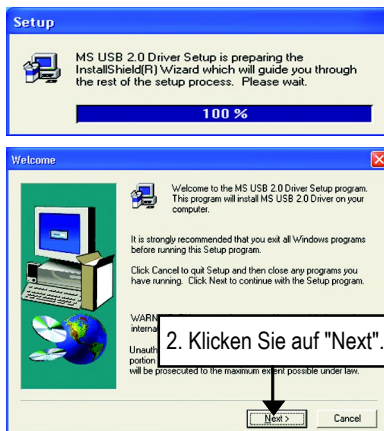 Setup
MS USB 2.0 Driver Setup is preparing the
InstallShield(R) Wizard which will guide you through
the rest of the setup process. Please wait.
100 %
Welcome
Welcome to the MS USB 2.0 Driver Setup program.
This program will install MS USB 2.0 Driver on your
computer.
It is strongly recommended that you exit all Windows programs
before running this Setup program.
Click Cancel to quit Setup and then close any programs you
have running. Click Next to continue with the Setup program.
WARN
interna
2. Klicken Sie auf "Next".
Unauth
portion
will be prosecuted to the maximum extent possible under law.
Next >
Cancel